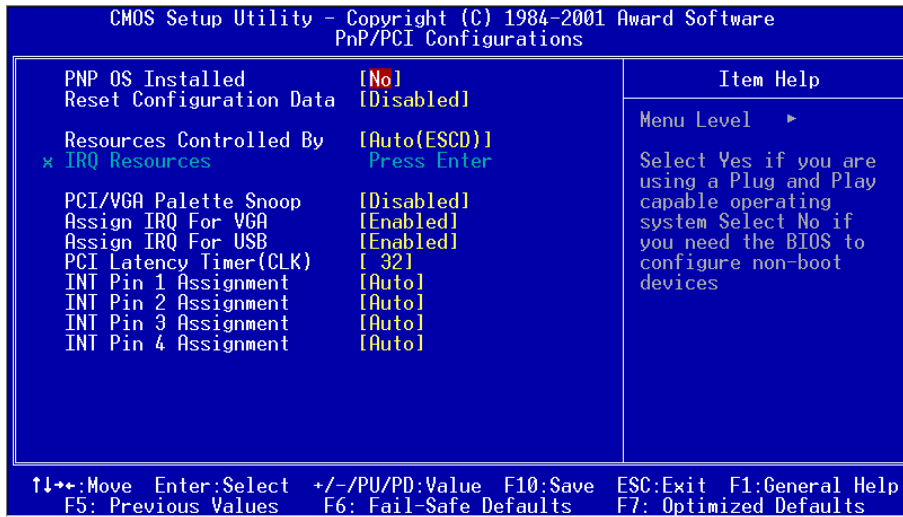 CMOS Setup Utility - Copyright (C) 1984-2001 Award Software
PnP/PCI Configurations
PNP OS Installed [No]
Reset Configuration Data [Disabled]
Resources Controlled By [Auto(ESCD)]
x IRQ Resources Press Enter
PCI/VGA Palette Snoop [Disabled]
Assign IRQ For VGA [Enabled]
Assign IRQ For USB [Enabled]
PCI Latency Timer(CLK) [ 32]
INT Pin 1 Assignment [Auto]
INT Pin 2 Assignment [Auto]
INT Pin 3 Assignment [Auto]
INT Pin 4 Assignment [Auto]
Item Help
Menu Level ►
Select Yes if you are
using a Plug and Play
capable operating
system Select No if
you need the BIOS to
configure non-boot
devices
↑↓→←:Move Enter:Select +/-/PU/PD:Value F10:Save ESC:Exit F1:General Help
F5: Previous Values F6: Fail-Safe Defaults F7: Optimized Defaults